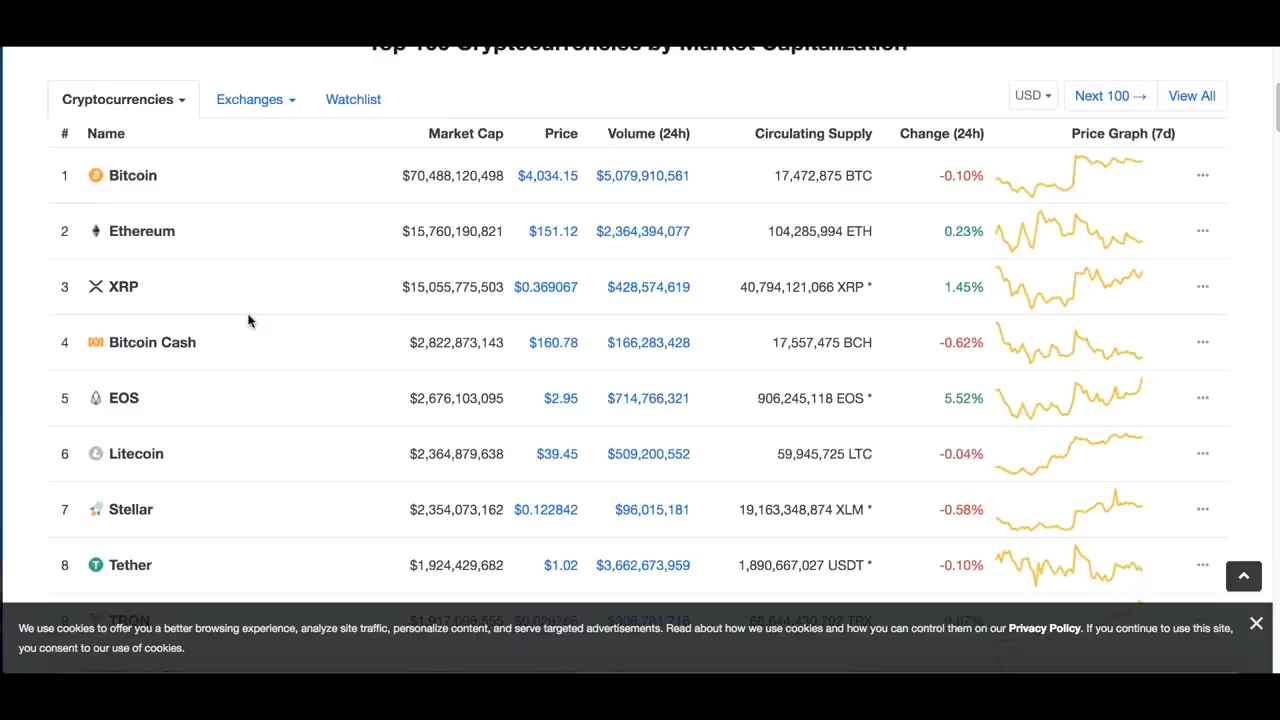 Top 100 Cryptocurrencies by Market Capitalization
Cryptocurrencies Exchanges Watchlist USD Next 100 → View All
# Name Market Cap Price Volume (24h) Circulating Supply Change (24h) Price Graph (7d)
1 Bitcoin $70,488,120,498 $4,034.15 $5,079,910,561 17,472,875 BTC -0.10%
2 Ethereum $15,760,190,821 $151.12 $2,364,394,077 104,285,994 ETH 0.23%
3 XRP $15,055,775,503 $0.369067 $428,574,619 40,794,121,066 XRP * 1.45%
4 Bitcoin Cash $2,822,873,143 $160.78 $166,283,428 17,557,475 BCH -0.62%
5 EOS $2,676,103,095 $2.95 $714,766,321 906,245,118 EOS * 5.52%
6 Litecoin $2,364,879,638 $39.45 $509,200,552 59,945,725 LTC -0.04%
7 Stellar $2,354,073,162 $0.122842 $96,015,181 19,163,348,874 XLM * -0.58%
8 Tether $1,924,429,682 $1.02 $3,662,673,959 1,890,667,027 USDT * -0.10%
9 TRON
We use cookies to offer you a better browsing experience, analyze site traffic, personalize content, and serve targeted advertisements. Read about how we use cookies and how you can control them on our Privacy Policy. If you continue to use this site,
you consent to our use of cookies.